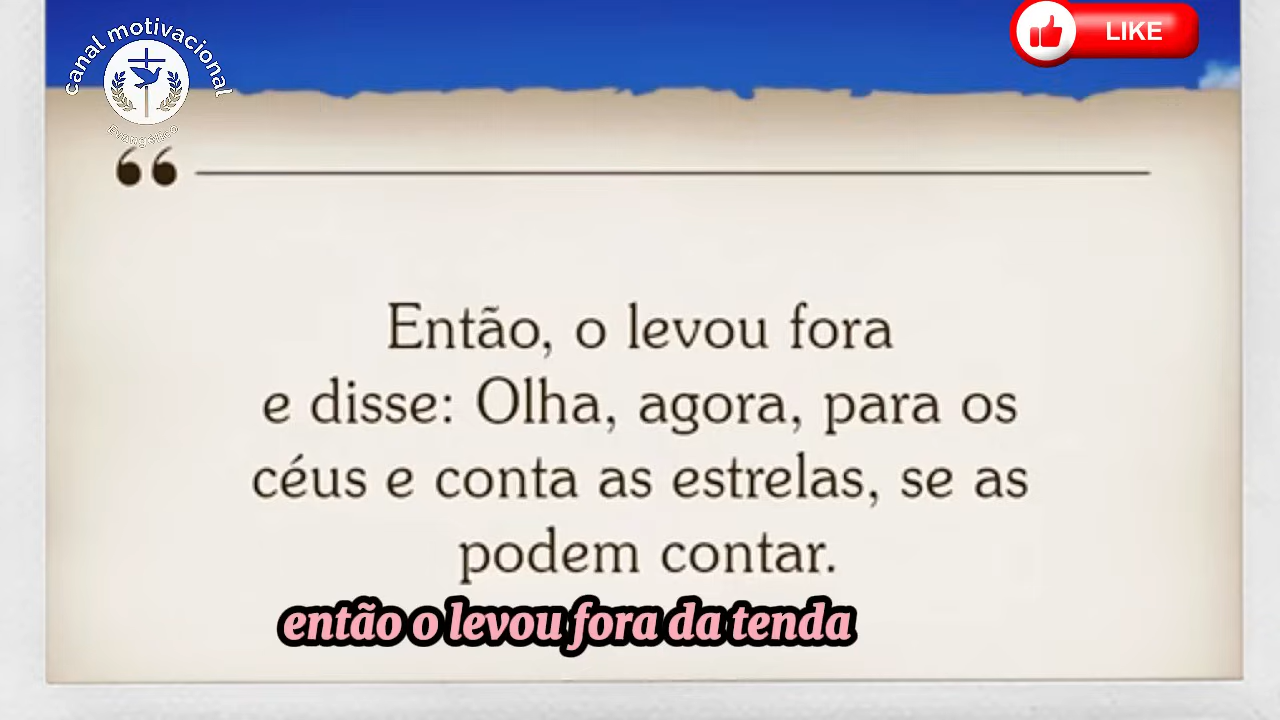 canal motivacional
evangélico
LIKE
“
Então, o levou fora
e disse: Olha, agora, para os
céus e conta as estrelas, se as
podem contar.
então o levou fora da tenda